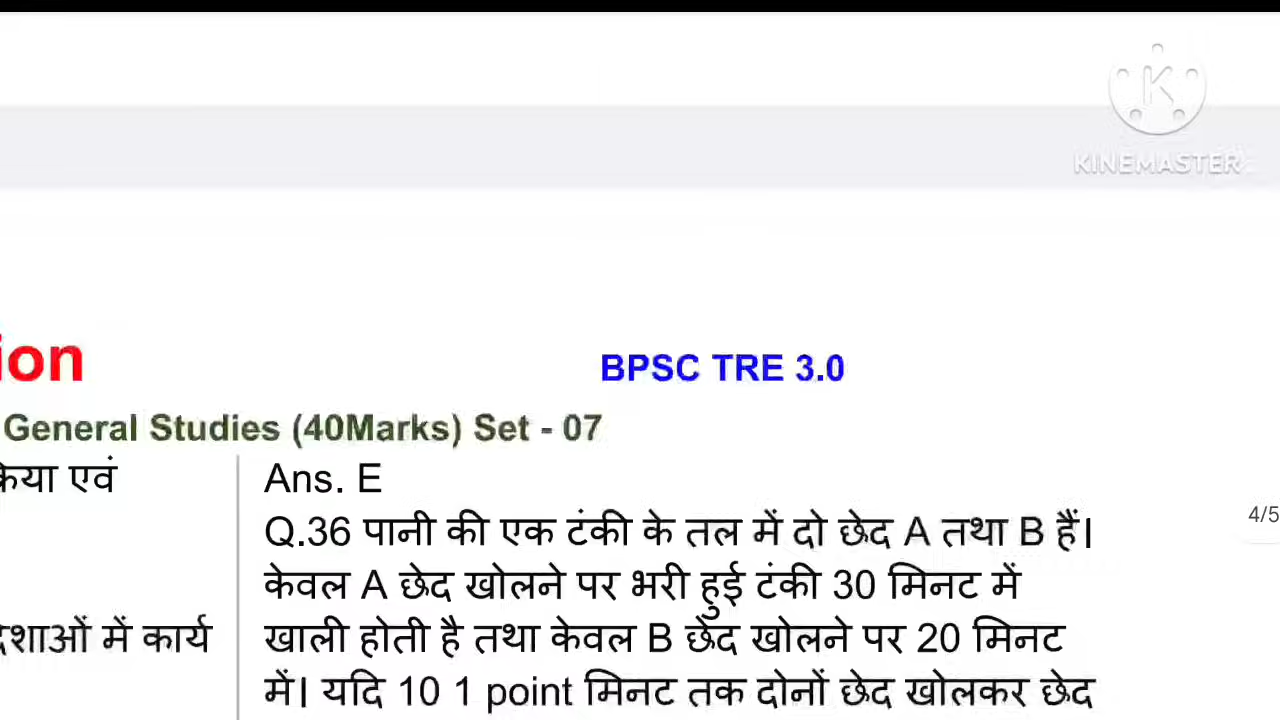 KINEMASTER
ion
BPSC TRE 3.0
General Studies (40Marks) Set - 07
एवं
में कार्य
Ans. E
Q.36 पानी की एक टंकी के तल में दो छेद A तथा B हैं।
केवल A छेद खोलने पर भरी हुई टंकी 30 मिनट में
खाली होती है तथा केवल B छेद खोलने पर 20 मिनट
में। यदि 10 1 point मिनट तक दोनों छेद खोलकर छेद
4/5